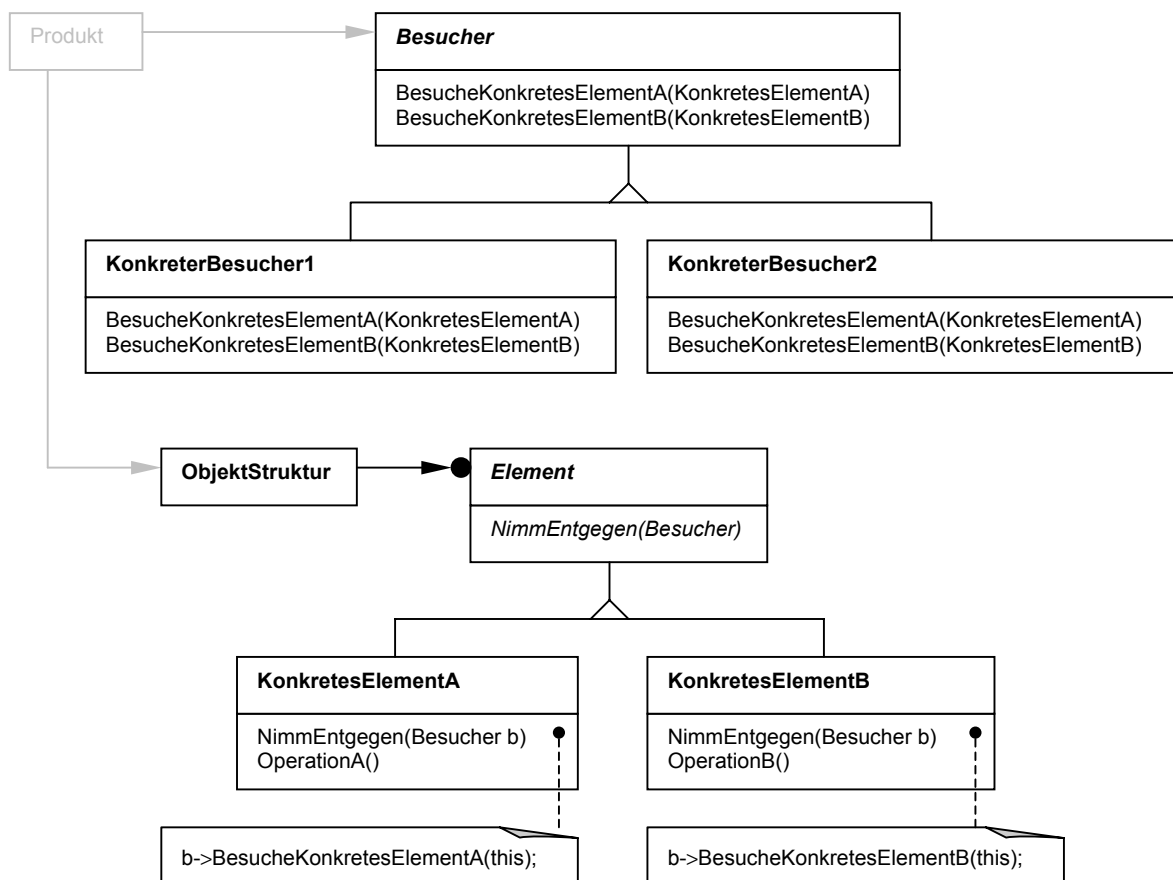 Produkt
Besucher
BesucheKonkretesElementA(KonkretesElementA)
BesucheKonkretesElementB(KonkretesElementB)
KonkreterBesucher1
BesucheKonkretesElementA(KonkretesElementA)
BesucheKonkretesElementB(KonkretesElementB)
KonkreterBesucher2
BesucheKonkretesElementA(KonkretesElementA)
BesucheKonkretesElementB(KonkretesElementB)
ObjektStruktur
Element
NimmEntgegen(Besucher)
KonkretesElementA
NimmEntgegen(Besucher b)
OperationA()
KonkretesElementB
NimmEntgegen(Besucher b)
OperationB()
b->BesucheKonkretesElementA(this);
b->BesucheKonkretesElementB(this);